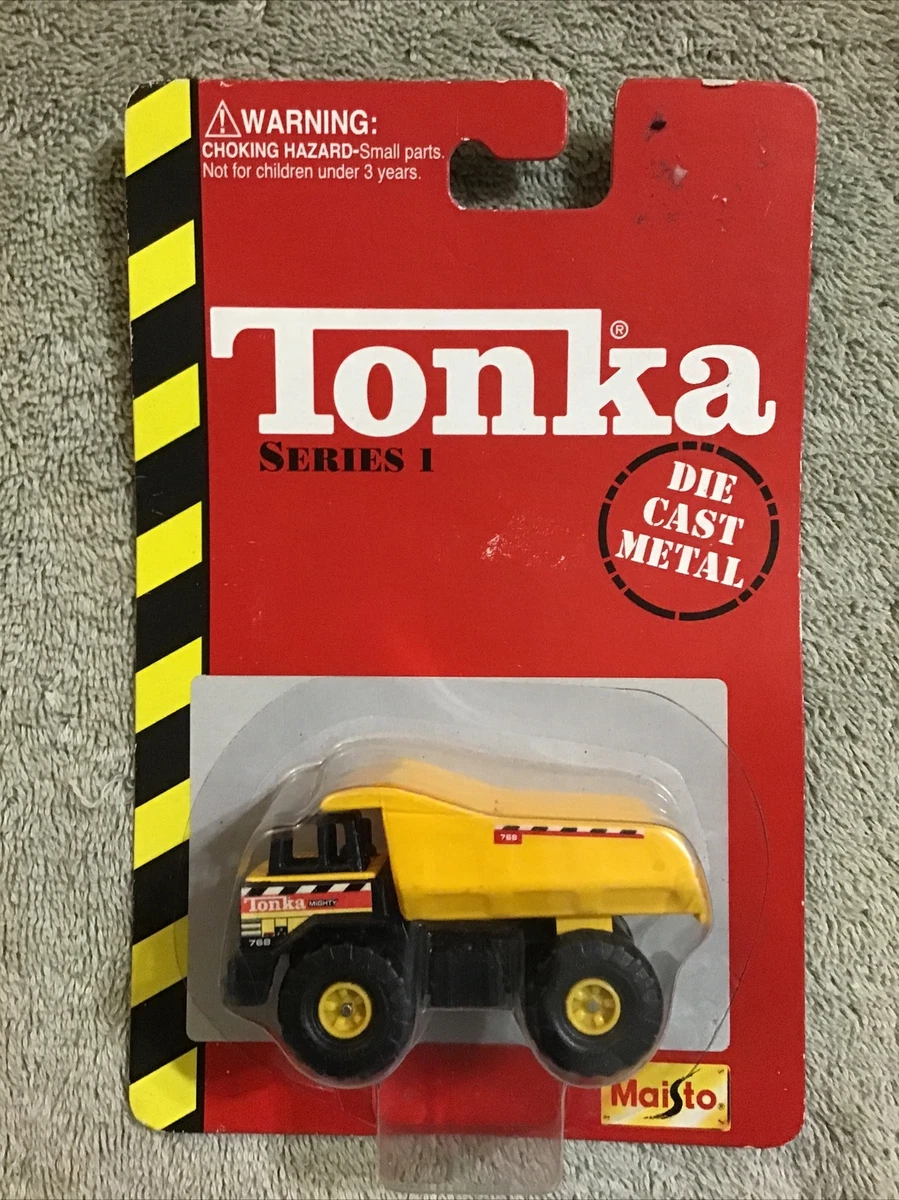 ⚠WARNING:
CHOKING HAZARD-Small parts.
Not for children under 3 years.
Tonka®
SERIES 1
DIE
CAST
METAL
768
Tonka MIGHTY
768
Maisto®